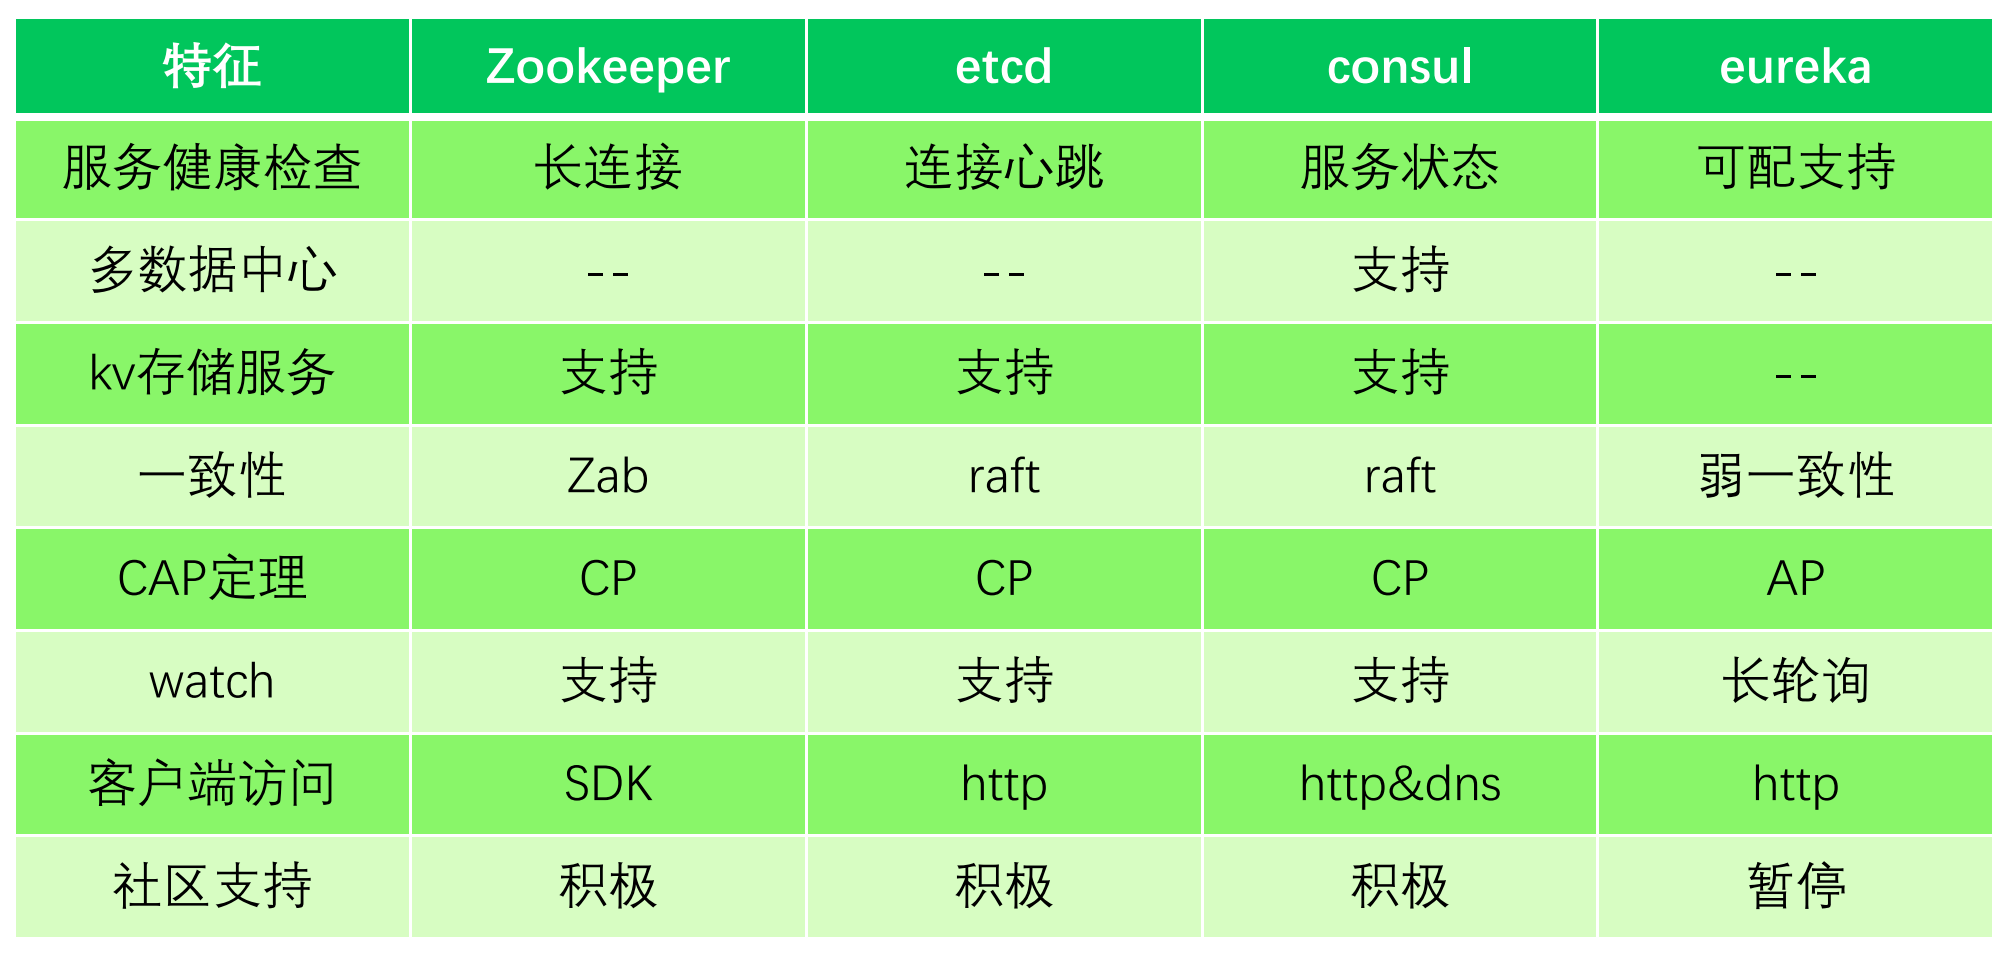 特征 Zookeeper etcd consul eureka
服务健康检查 长连接 连接心跳 服务状态 可配支持
多数据中心 -- -- 支持 --
kv存储服务 支持 支持 支持 --
一致性 Zab raft raft 弱一致性
CAP定理 CP CP CP AP
watch 支持 支持 支持 长轮询
客户端访问 SDK http http&dns http
社区支持 积极 积极 积极 暂停